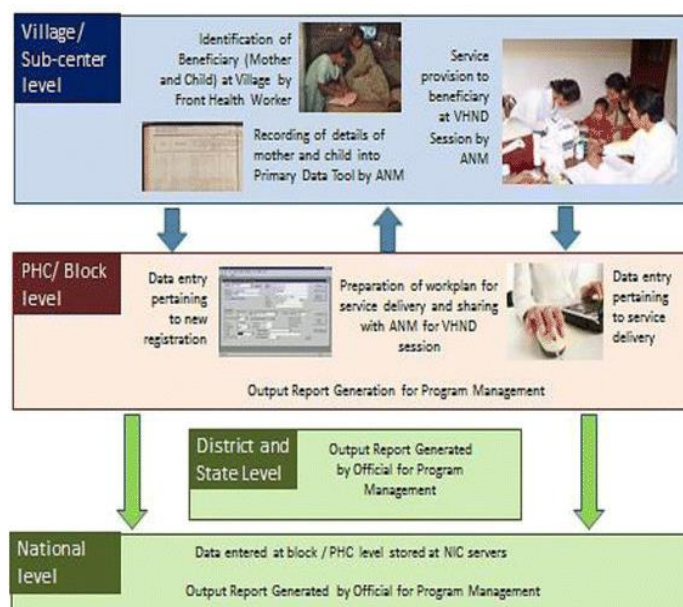 Village/
Sub-center
level
Identification of
Beneficiary (Mother
and Child) at Village by
Front Health Worker
Recording of details of
mother and child into
Primary Data Tool by ANM
Service
provision to
beneficiary
at VHND
Session by
ANM
PHC/ Block
level
Data entry
pertaining
to new
registration
Preparation of workplan for
service delivery and sharing
with ANM for VHND
session
Data entry
pertaining
to service
delivery
Output Report Generation for Program Management
District and
State Level
Output Report Generated
by Official for Program
Management
National
level
Data entered at block / PHC level stored at NIC servers
Output Report Generated by Official for Program Management